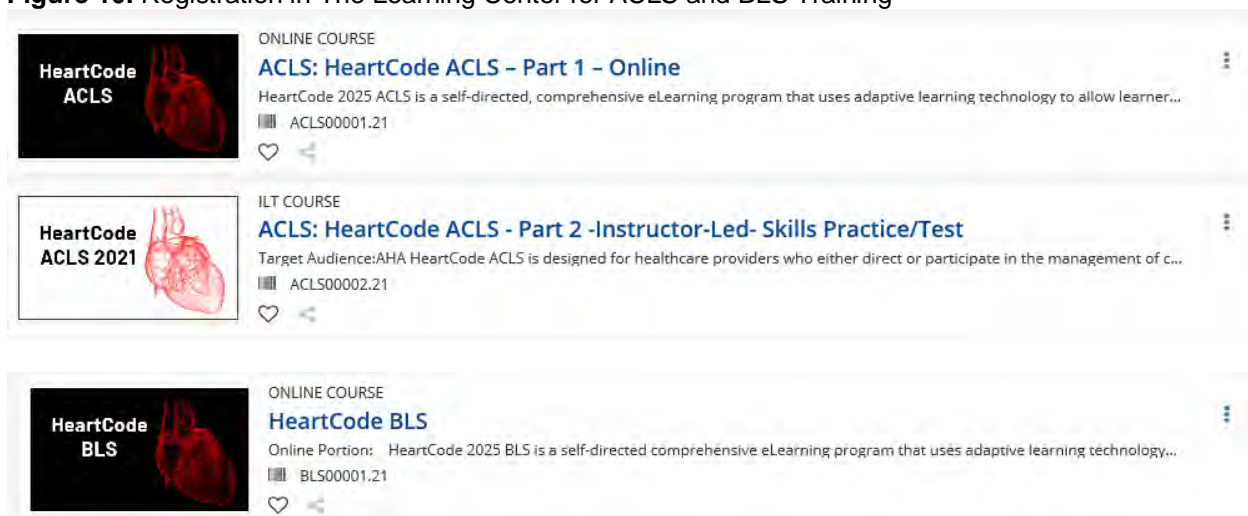 Figure 10. Registration in The Learning Center for ACLS and BLS Training
HeartCode
ACLS
ONLINE COURSE
ACLS: HeartCode ACLS – Part 1 – Online
HeartCode 2025 ACLS is a self-directed, comprehensive eLearning program that uses adaptive learning technology to allow learner...
ACLS00001.21
HeartCode
ACLS 2021
ILT COURSE
ACLS: HeartCode ACLS - Part 2 -Instructor-Led- Skills Practice/Test
Target Audience:AHA HeartCode ACLS is designed for healthcare providers who either direct or participate in the management of c...
ACLS00002.21
HeartCode
BLS
ONLINE COURSE
HeartCode BLS
Online Portion: HeartCode 2025 BLS is a self-directed comprehensive eLearning program that uses adaptive learning technology...
BLS00001.21